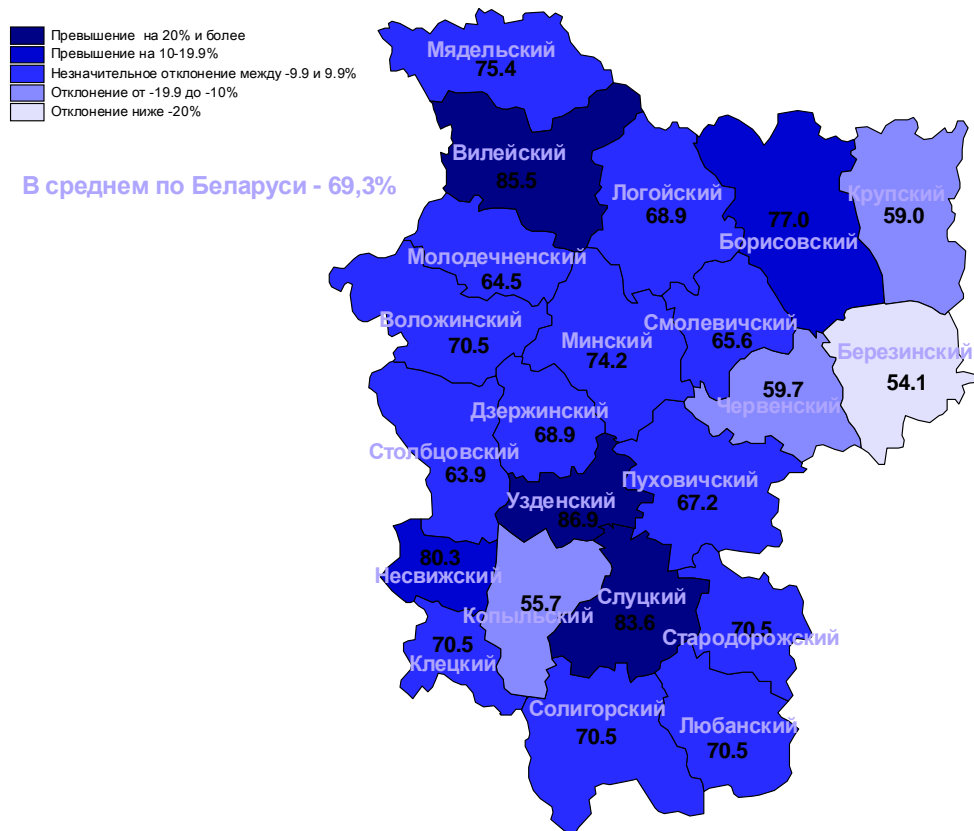 Превышение на 20% и более
Превышение на 10-19.9%
Незначительное отклонение между -9.9 и 9.9%
Отклонение от -19.9 до -10%
Отклонение ниже -20%
В среднем по Беларуси - 69,3%
Мядельский
75.4
Вилейский
85.5
Логойский
68.9
77.0
Борисовский
Крупский
59.0
Молодечненский
64.5
Воложинский
70.5
Минский
74.2
Смолевичский
65.6
59.7
Червенский
Березинский
54.1
Дзержинский
68.9
Столбцовский
63.9
Узденский
86.9
Пуховичский
67.2
80.3
Несвижский
55.7
Копыльский
Слуцкий
83.6
70.5
Стародорожский
70.5
Клецкий
Солигорский
70.5
Любанский
70.5